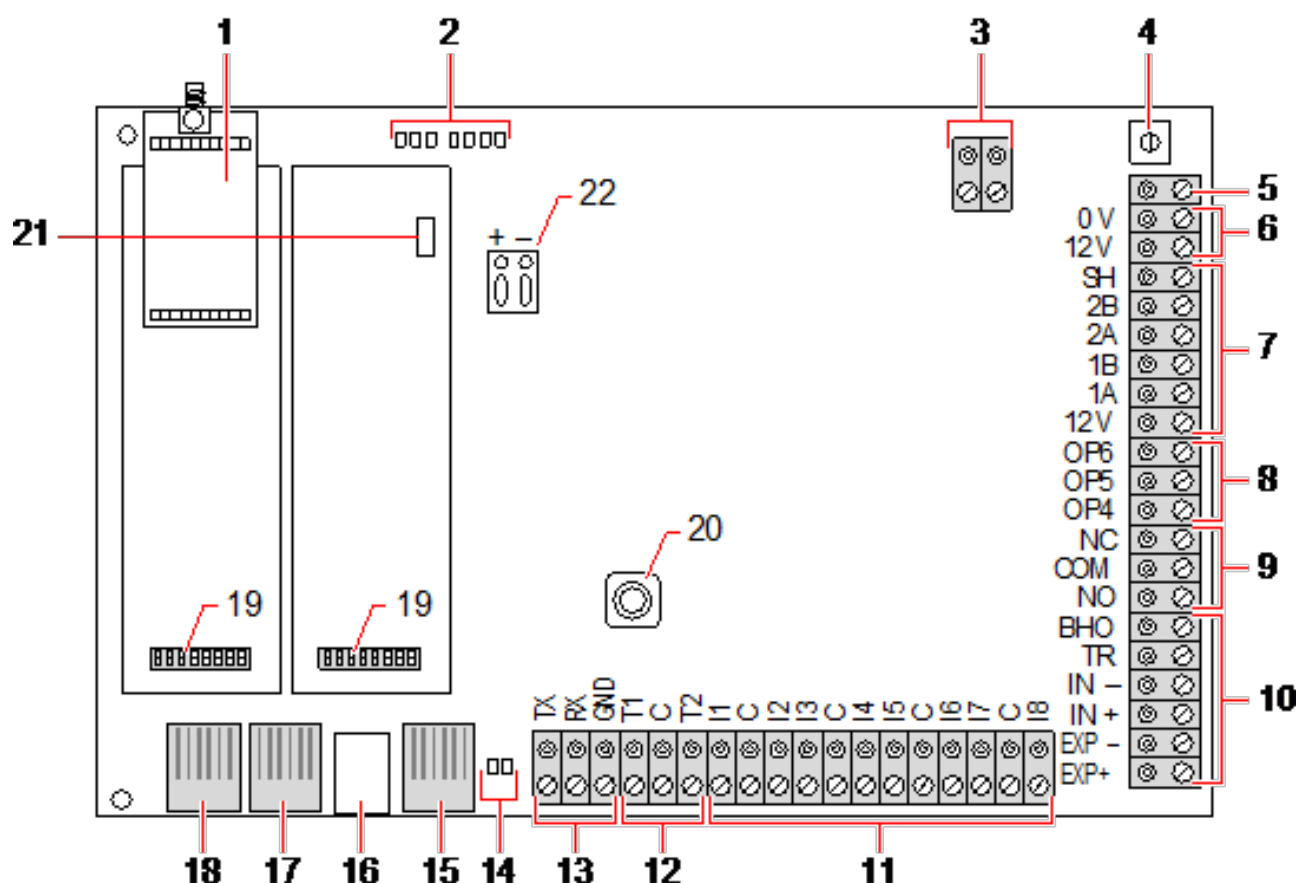 1 2 3 4
5
0 V 6
12 V
21 22
+ −
SH
2B
2A 7
1B
1A
12 V
OP6
OP5 8
OP4
20
NC
COM 9
NO
19 19
BHO
TR
IN −
IN + 10
EXP −
EXP+
TX RX GND T1 C T2 I1 C I2 I3 C I4 I5 C I6 I7 C I8
18 17 16 15 14 13 12 11